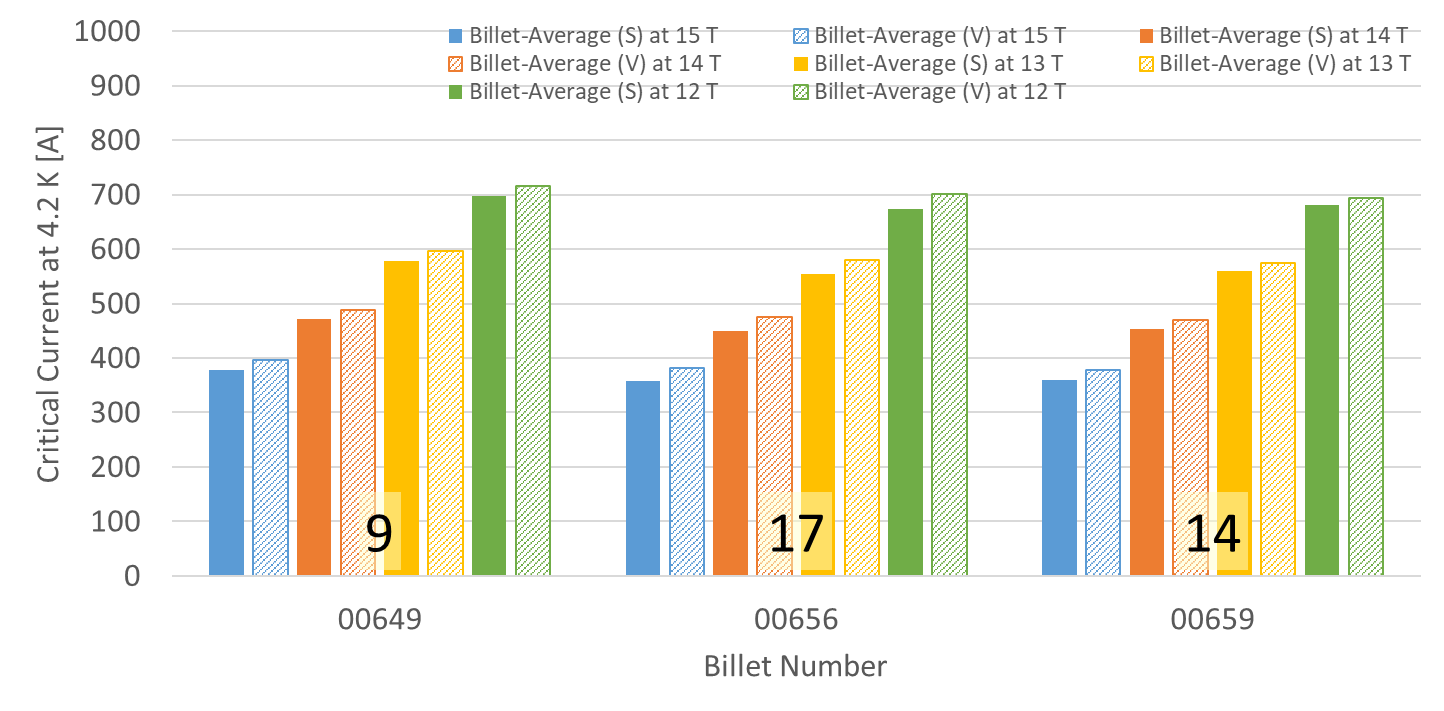 1000
900
800
700
600
500
400
300
200
100
0
Critical Current at 4.2 K [A]
Billet-Average (S) at 15 T
Billet-Average (V) at 15 T
Billet-Average (S) at 14 T
Billet-Average (V) at 14 T
Billet-Average (S) at 13 T
Billet-Average (V) at 13 T
Billet-Average (S) at 12 T
Billet-Average (V) at 12 T
9
17
14
00649
00656
00659
Billet Number